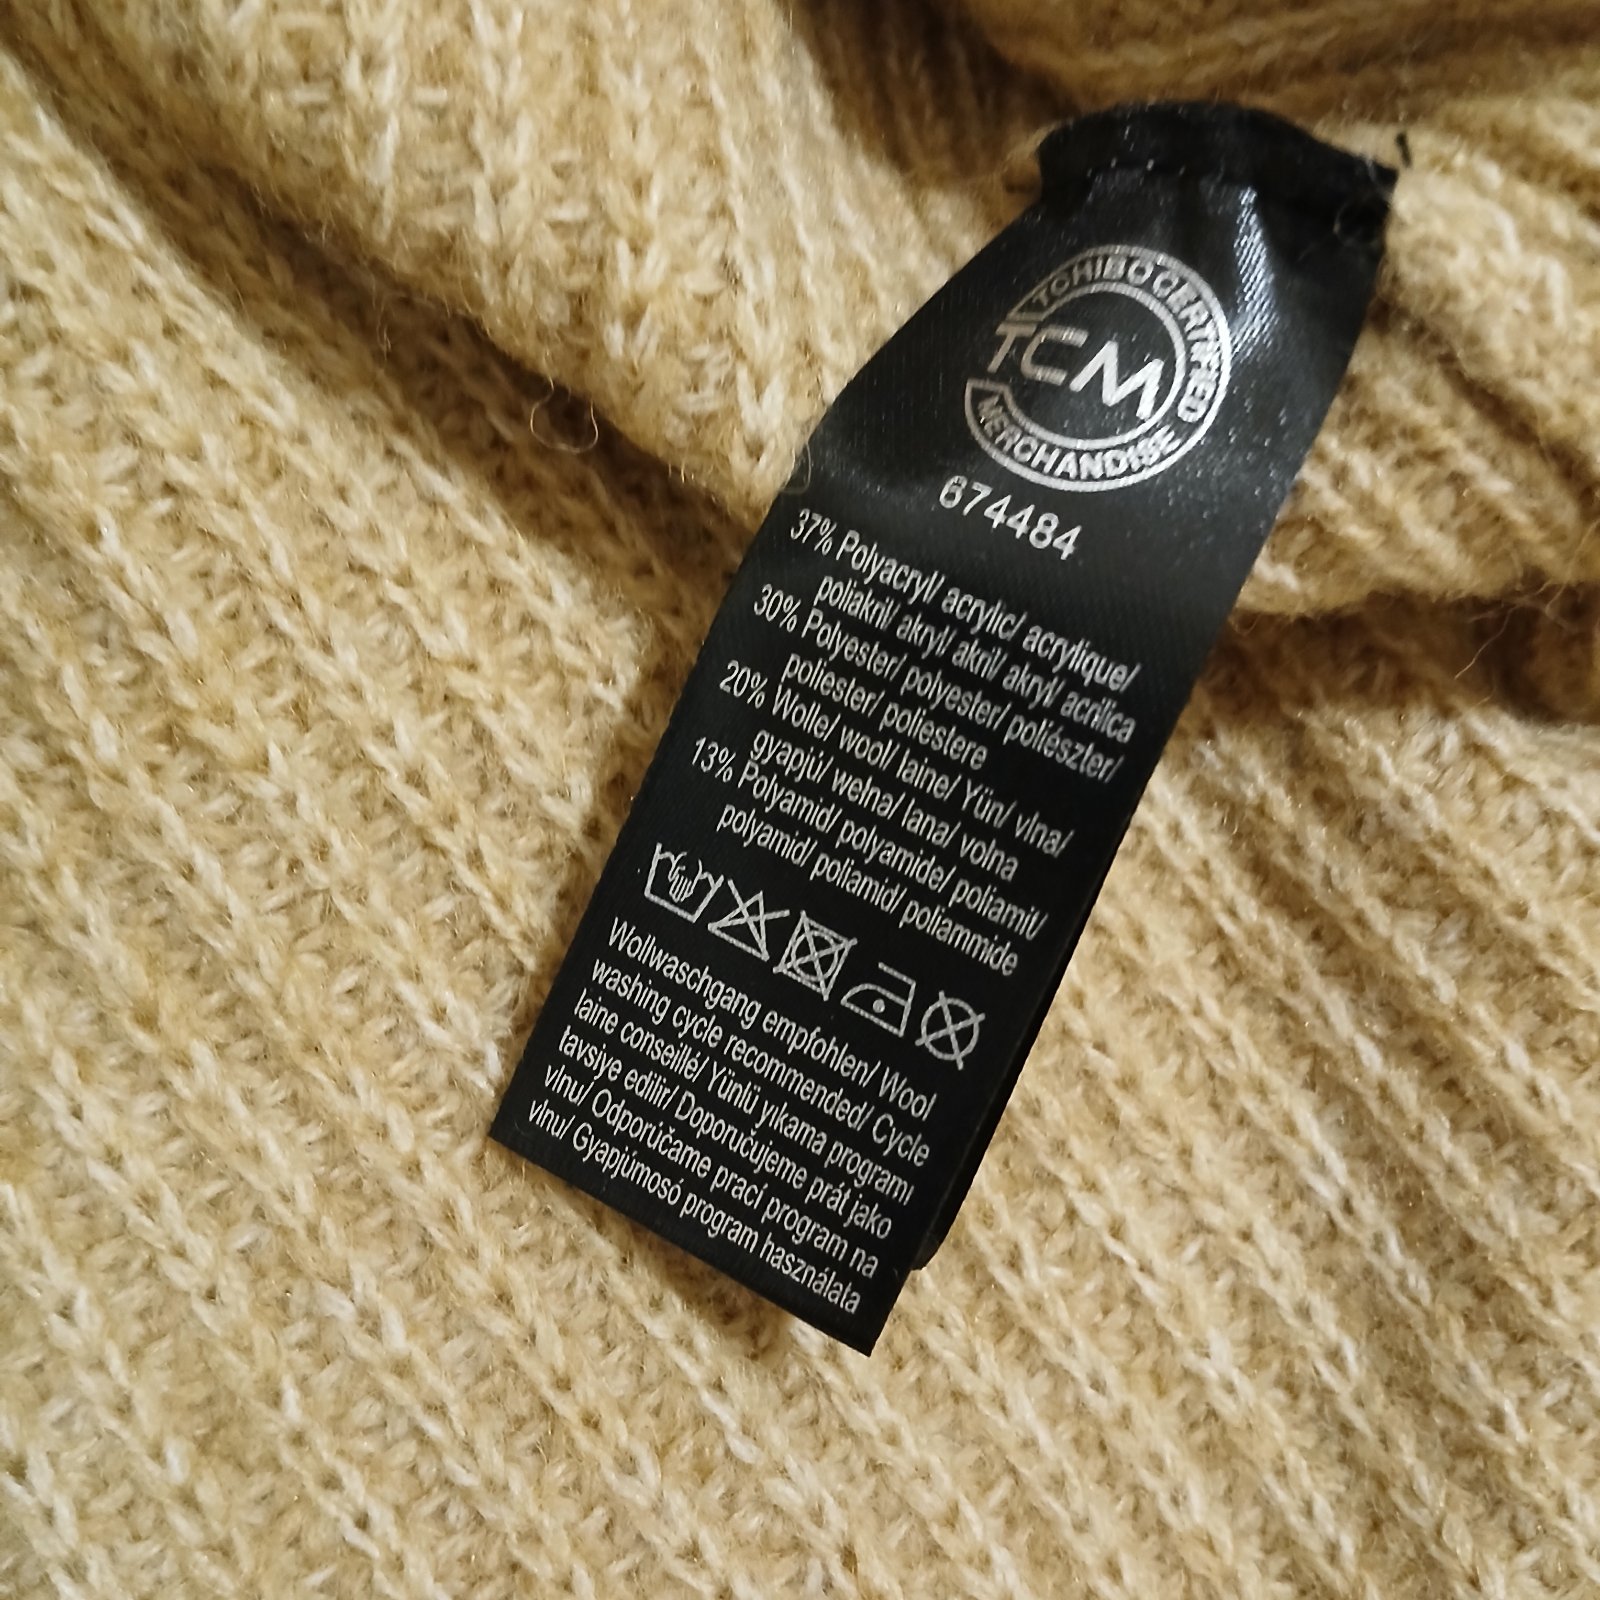 TCHIBO CERTIFIED
TCM
MERCHANDISE
674484
37% Polyacryl/ acrylic/ acrylique/
poliakril/ akryl/ akril/ akryl/ acrilica
30% Polyester/ polyester/ poliészter/
poliester/ poliestere
20% Wolle/ wool/ laine/ Yün/ vlna/
gyapjú/ wełna/ lana/ volna
13% Polyamid/ polyamide/ poliamit/
polyamid/ poliamid/ poliammide
Wollwaschgang empfohlen/ Wool
washing cycle recommended/ Cycle
laine conseillé/ Yünlü yıkama programı
tavsiye edilir/ Doporučujeme prát jako
vlnu/ Odporúčame prací program na
vlnu/ Gyapjúmosó program használata